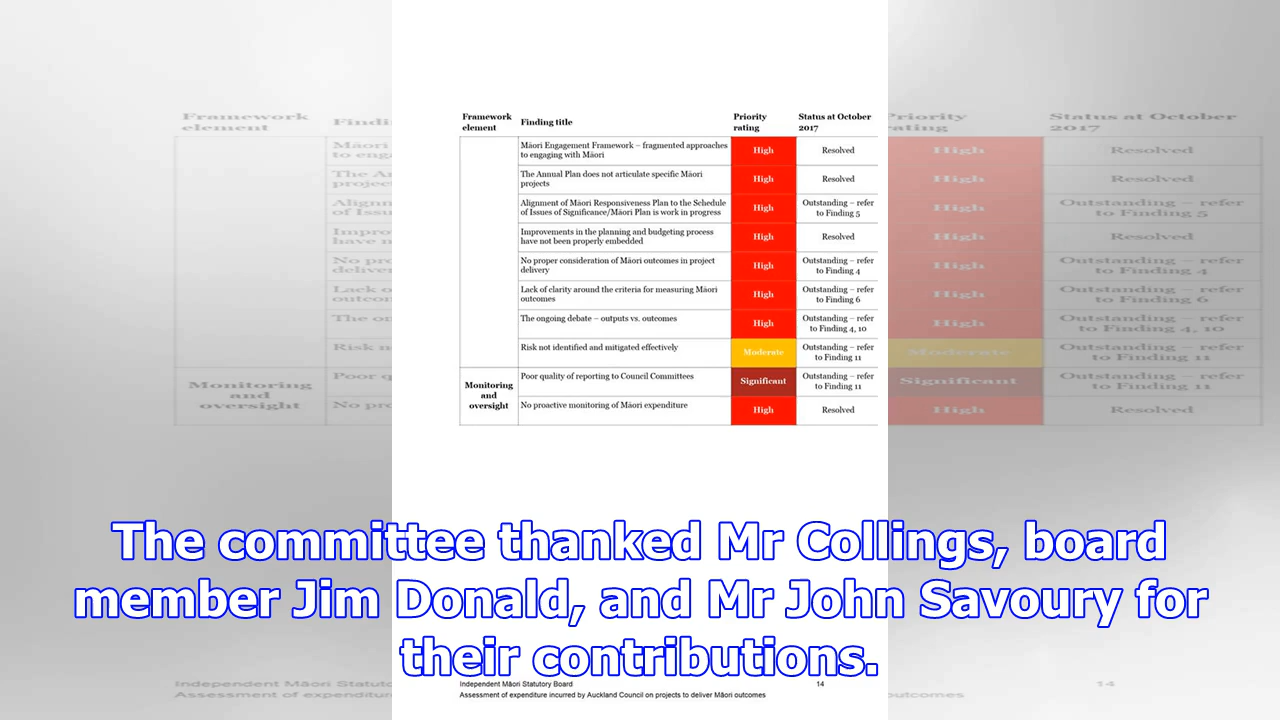 Framework element
Finding title
Priority rating
Status at October 2017
Māori Engagement Framework – fragmented approaches
to engaging with Māori
High
Resolved
The Annual Plan does not articulate specific Māori
projects
High
Resolved
Alignment of Māori Responsiveness Plan to the Schedule
of Issues of Significance/Māori Plan is work in progress
High
Outstanding – refer
to Finding 5
Improvements in the planning and budgeting process
have not been properly embedded
High
Resolved
No proper consideration of Māori outcomes in project
delivery
High
Outstanding – refer
to Finding 4
Lack of clarity around the criteria for measuring Māori
outcomes
High
Outstanding – refer
to Finding 6
The ongoing debate – outputs vs. outcomes
High
Outstanding – refer
to Finding 4, 10
Risk not identified and mitigated effectively
Moderate
Outstanding – refer
to Finding 11
Monitoring
and
oversight
Poor quality of reporting to Council Committees
Significant
Outstanding – refer
to Finding 11
No proactive monitoring of Māori expenditure
High
Resolved
The committee thanked Mr Collings, board
member Jim Donald, and Mr John Savoury for
their contributions.
Independent Māori Statutory Board
14
Assessment of expenditure incurred by Auckland Council on projects to deliver Māori outcomes